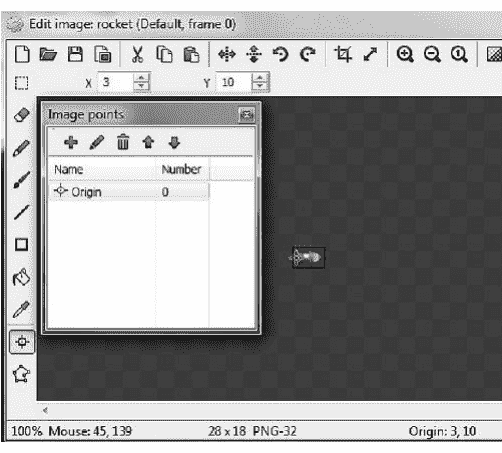 Edit image: rocket (Default, frame 0)
X 3 Y 10
Image points
Name Number
Origin 0
100% Mouse: 45, 139 28 x 18 PNG-32 Origin: 3, 10